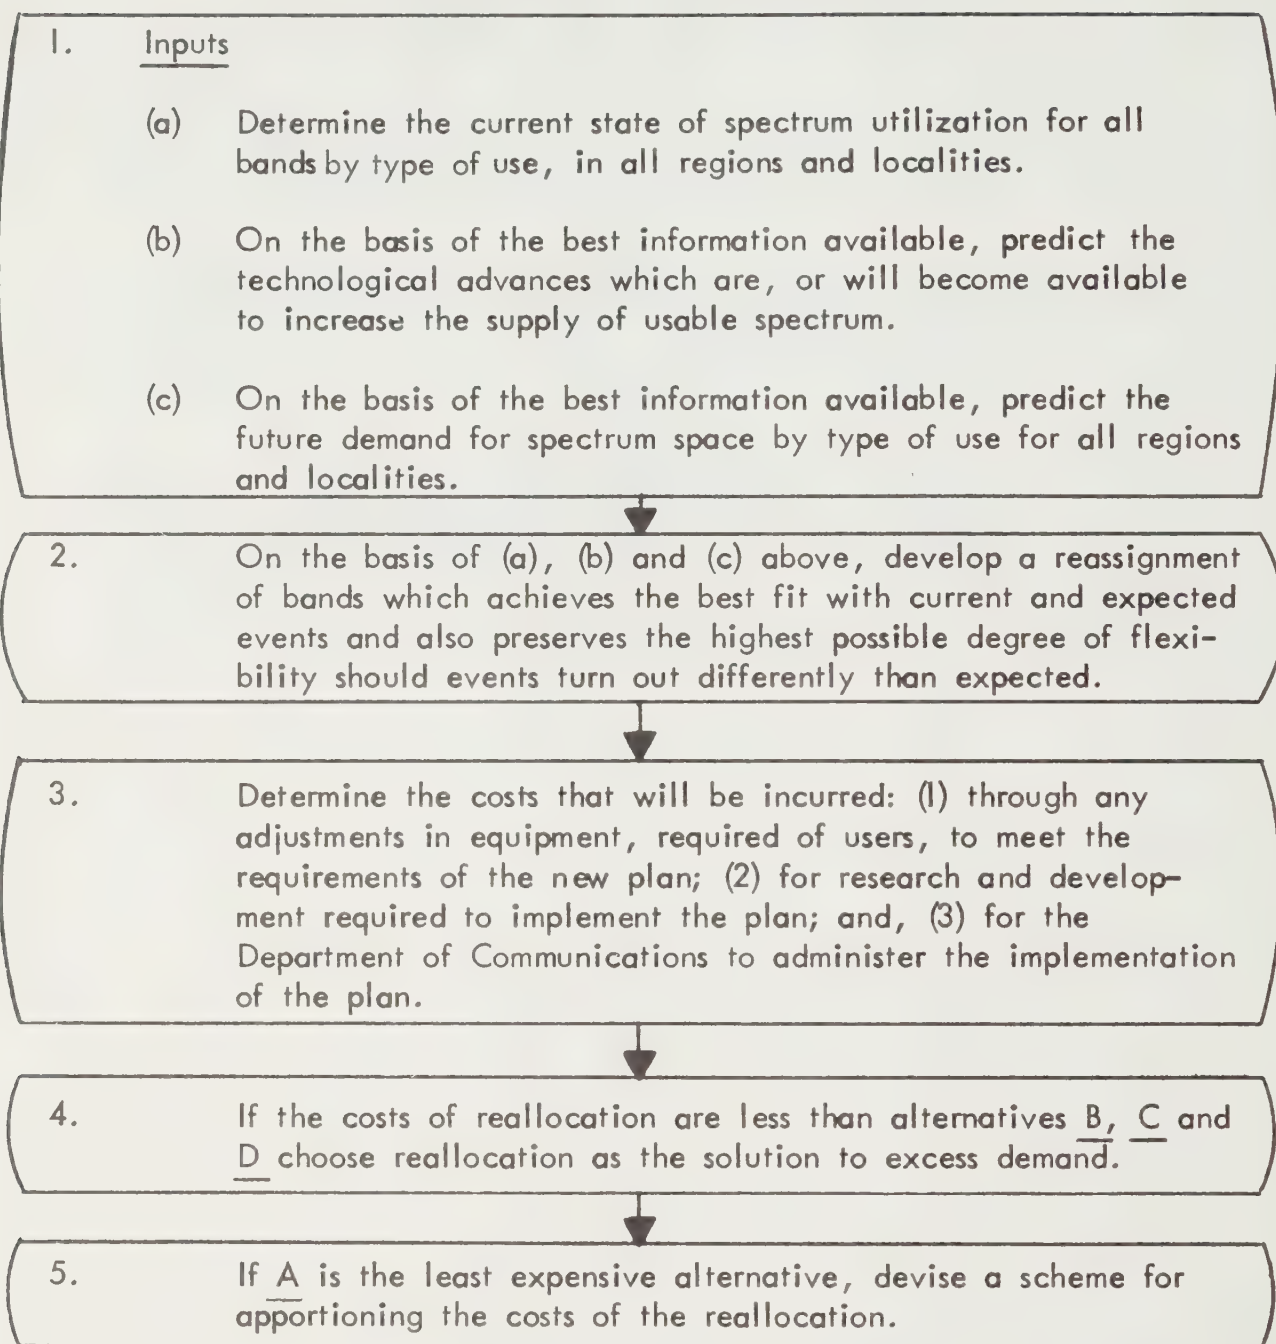 1. Inputs
(a) Determine the current state of spectrum utilization for all
bands by type of use, in all regions and localities.
(b) On the basis of the best information available, predict the
technological advances which are, or will become available
to increase the supply of usable spectrum.
(c) On the basis of the best information available, predict the
future demand for spectrum space by type of use for all regions
and localities.
2. On the basis of (a), (b) and (c) above, develop a reassignment
of bands which achieves the best fit with current and expected
events and also preserves the highest possible degree of flexi-
bility should events turn out differently than expected.
3. Determine the costs that will be incurred: (1) through any
adjustments in equipment, required of users, to meet the
requirements of the new plan; (2) for research and develop-
ment required to implement the plan; and, (3) for the
Department of Communications to administer the implementation
of the plan.
4. If the costs of reallocation are less than alternatives B, C and
D choose reallocation as the solution to excess demand.
5. If A is the least expensive alternative, devise a scheme for
apportioning the costs of the reallocation.